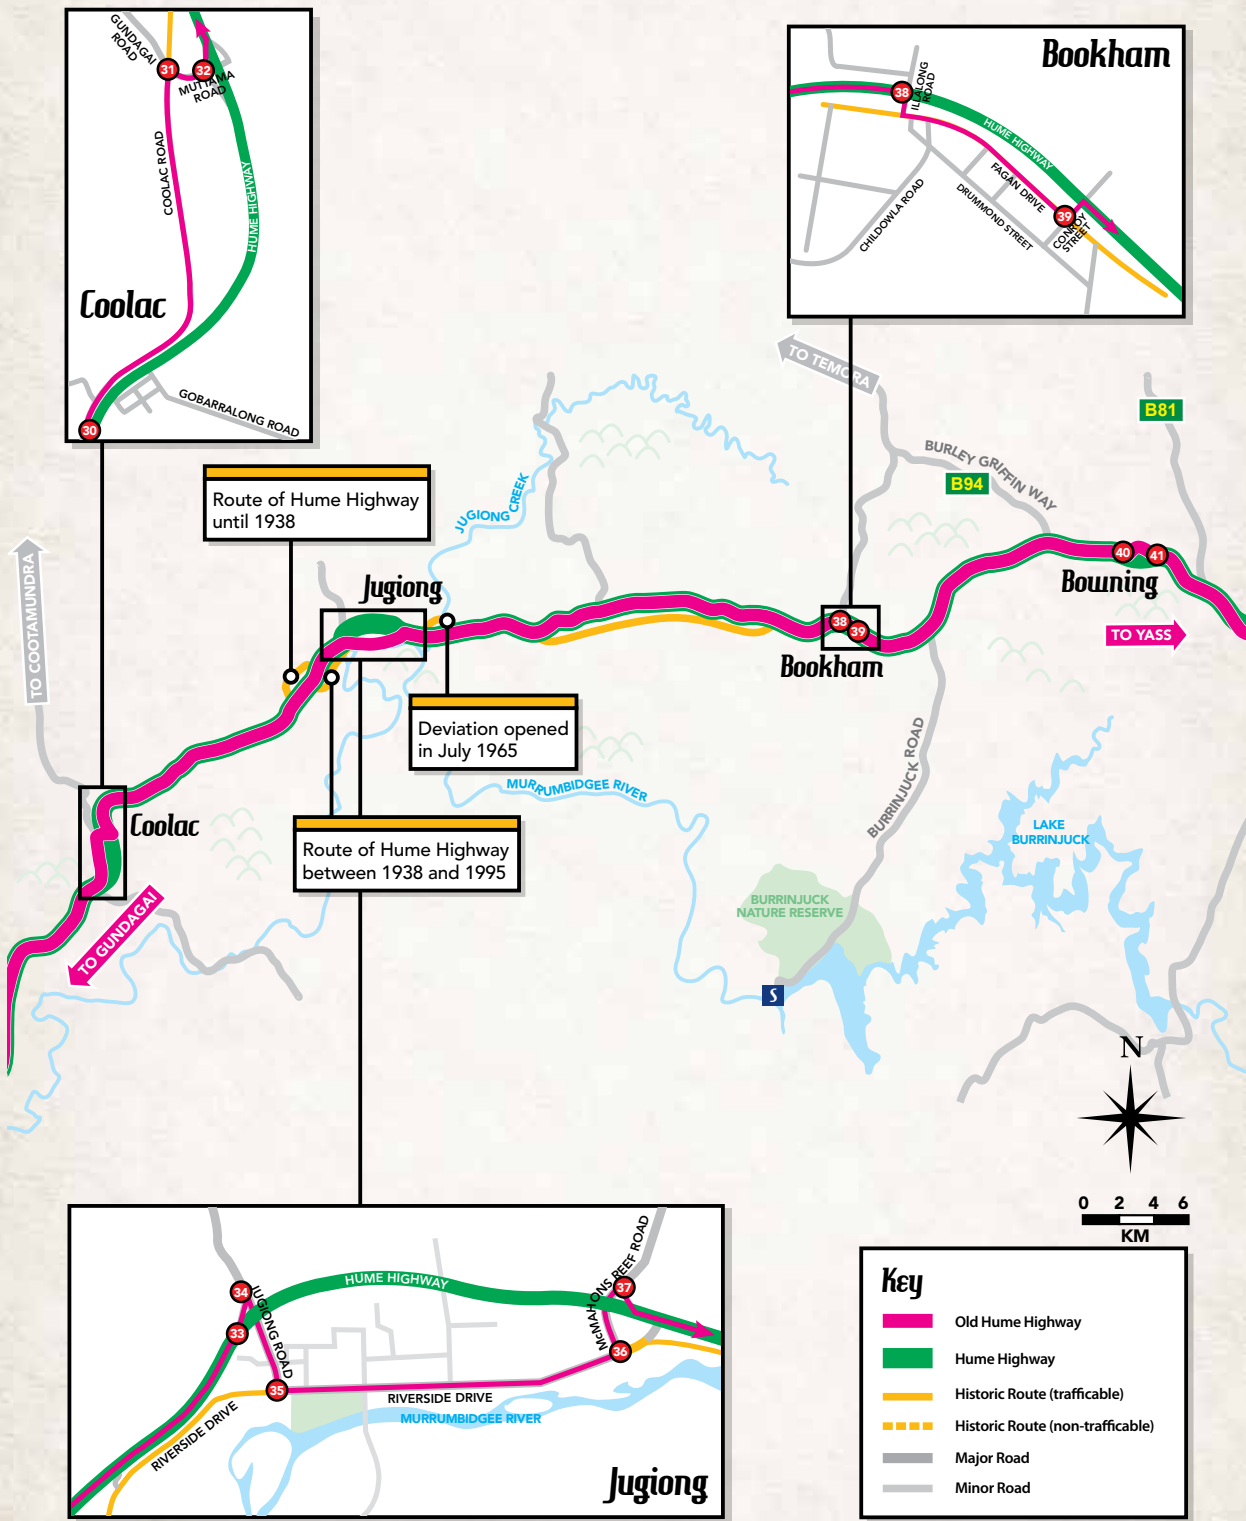 GUNDAGAI
ROAD
31
32
MUTTAMA
ROAD
COOLAC ROAD
HUME HIGHWAY
Coolac
GOBARRALONG ROAD
30
Bookham
38
ILLALONG
ROAD
HUME HIGHWAY
FAGAN DRIVE
DRUMMOND STREET
CHILDOWLA ROAD
39
CONROY
STREET
TO TEMORA
B81
BURLEY GRIFFIN WAY
B94
Route of Hume Highway
until 1938
JUGIONG CREEK
TO COOTAMUNDRA
Jugiong
40
41
Bowning
38
39
TO YASS
Bookham
Deviation opened
in July 1965
MURRUMBIDGEE RIVER
BURRINJUCK ROAD
Coolac
LAKE
BURRINJUCK
Route of Hume Highway
between 1938 and 1995
BURRINJUCK
NATURE RESERVE
TO GUNDAGAI
S
N
0 2 4 6
KM
34
JUGIONG ROAD
HUME HIGHWAY
McMAHONS REEF ROAD
37
33
36
35
RIVERSIDE DRIVE
RIVERSIDE DRIVE
MURRUMBIDGEE RIVER
Jugiong
Key
Old Hume Highway
Hume Highway
Historic Route (trafficable)
Historic Route (non-trafficable)
Major Road
Minor Road